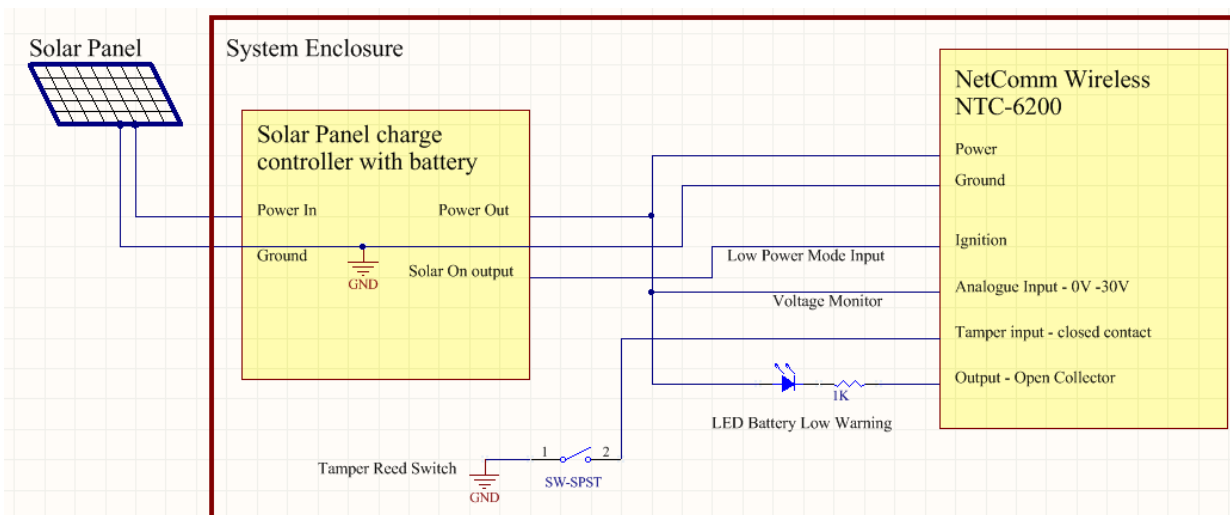 Solar Panel
System Enclosure
NetComm Wireless
NTC-6200
Solar Panel charge
controller with battery
Power
Ground
Power In
Power Out
Ground
Ignition
Low Power Mode Input
Solar On output
GND
Analogue Input - 0V -30V
Voltage Monitor
Tamper input - closed contact
Output - Open Collector
1K
LED Battery Low Warning
1
2
Tamper Reed Switch
SW-SPST
GND